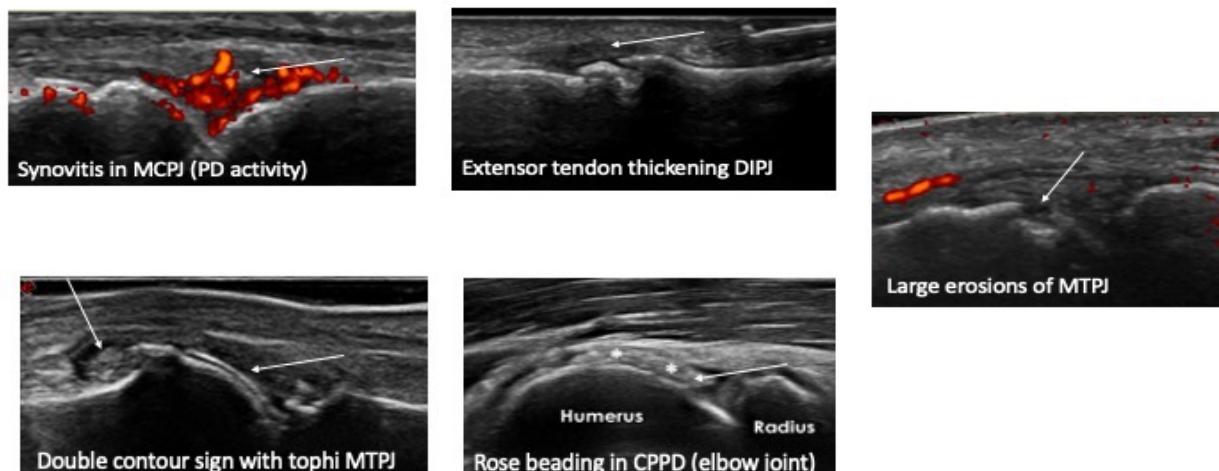 Synovitis in MCPJ (PD activity)
Extensor tendon thickening DIPJ
Large erosions of MTPJ
Double contour sign with tophi MTPJ
*
*
Humerus
Radius
Rose beading in CPPD (elbow joint)